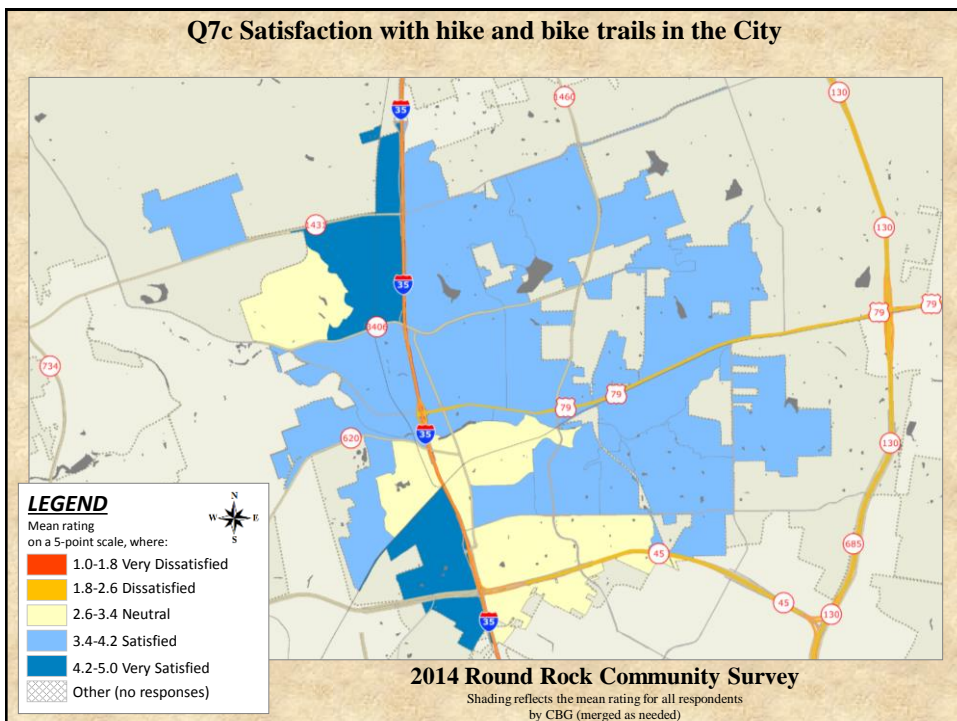 Q7c Satisfaction with hike and bike trails in the City
35
1460
130
1431
130
35
79
79
3406
734
79
79
35
620
130
LEGEND
N
W E
S
Mean rating
on a 5-point scale, where:
1.0-1.8 Very Dissatisfied
1.8-2.6 Dissatisfied
2.6-3.4 Neutral
3.4-4.2 Satisfied
4.2-5.0 Very Satisfied
Other (no responses)
45
685
45
130
35
2014 Round Rock Community Survey
Shading reflects the mean rating for all respondents
by CBG (merged as needed)